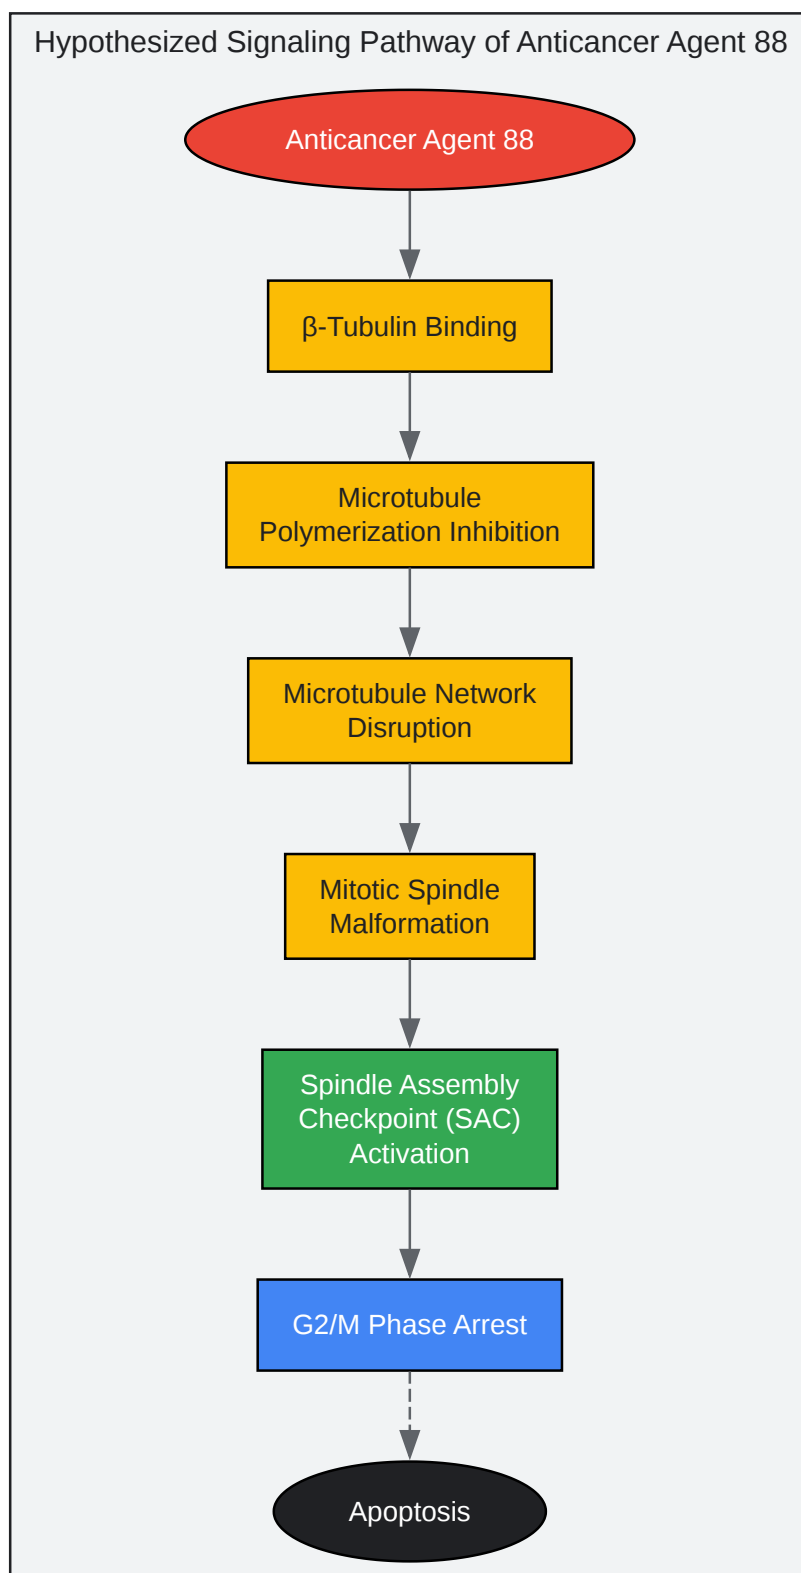 Hypothesized Signaling Pathway of Anticancer Agent 88
Anticancer Agent 88
β-Tubulin Binding
Microtubule
Polymerization Inhibition
Microtubule Network
Disruption
Mitotic Spindle
Malformation
Spindle Assembly
Checkpoint (SAC)
Activation
G2/M Phase Arrest
Apoptosis